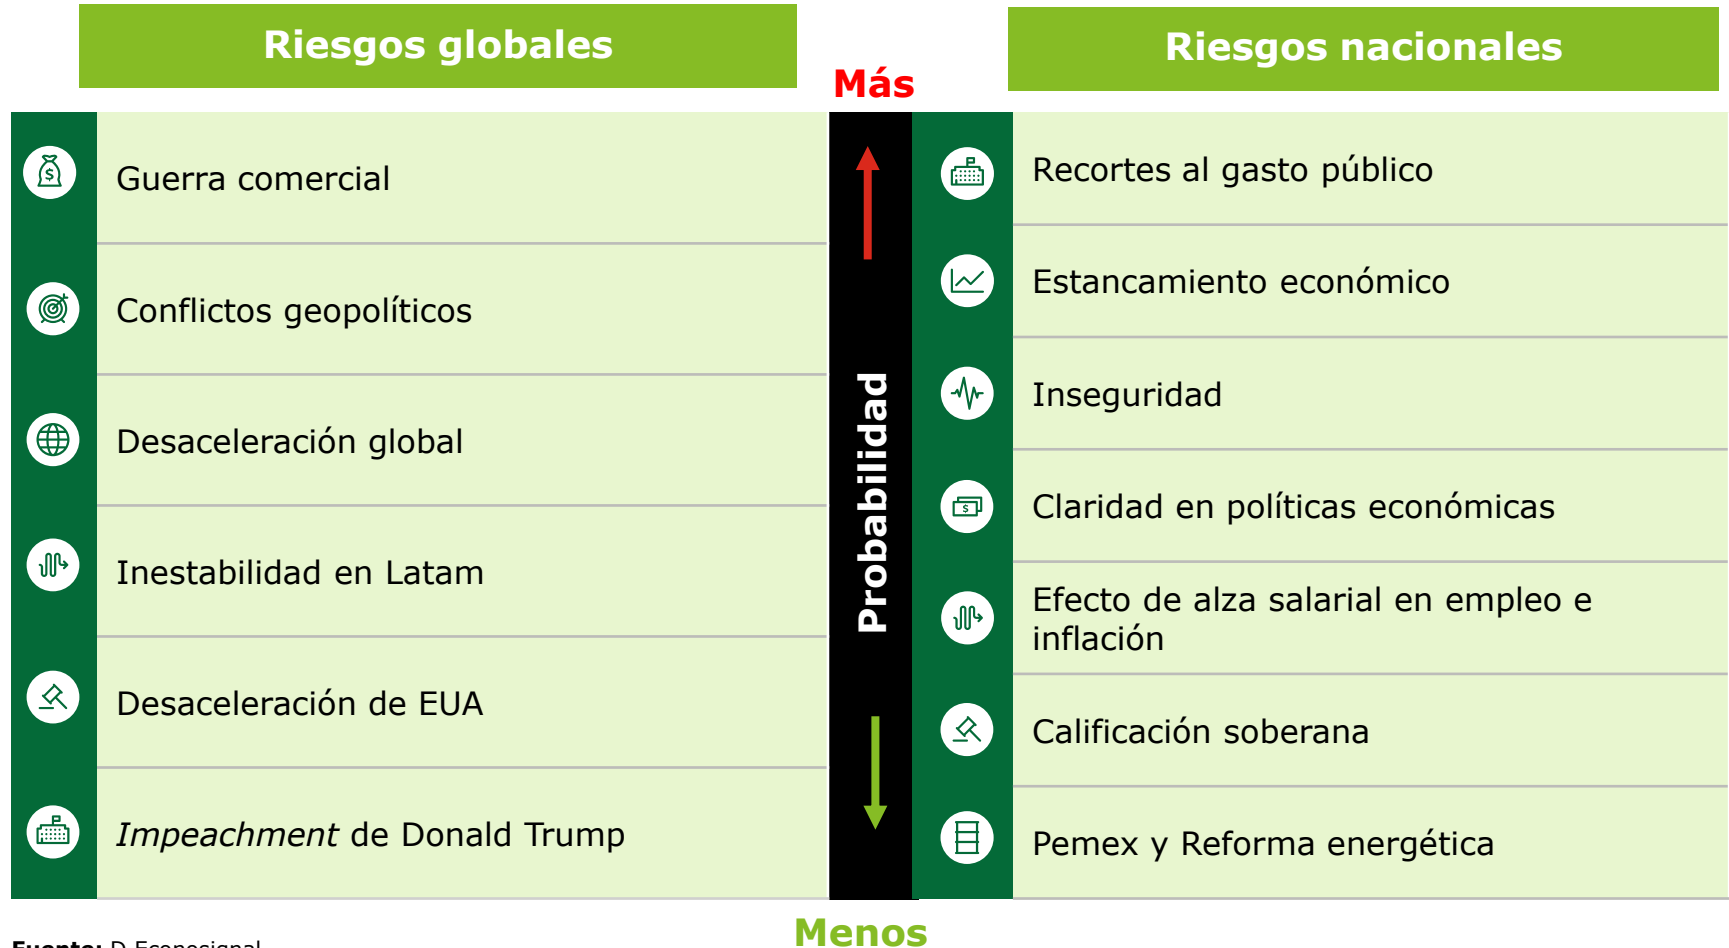 Riesgos globales
Riesgos nacionales
Más
Guerra comercial
Conflictos geopolíticos
Desaceleración global
Inestabilidad en Latam
Desaceleración de EUA
Impeachment de Donald Trump
Probabilidad
Recortes al gasto público
Estancamiento económico
Inseguridad
Claridad en políticas económicas
Efecto de alza salarial en empleo e
inflación
Calificación soberana
Pemex y Reforma energética
Menos
Fuente: D.Econosignal